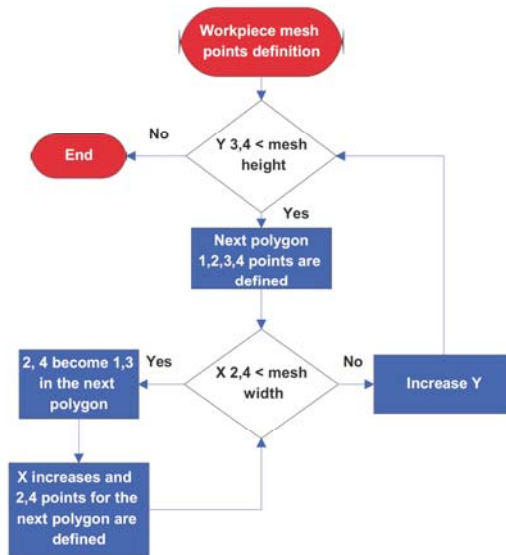 Workpiece mesh
points definition
No
End
Y 3,4 < mesh
height
Yes
Next polygon
1,2,3,4 points are
defined
2, 4 become 1,3
in the next
polygon
Yes
X 2,4 < mesh
width
No
Increase Y
X increases and
2,4 points for the
next polygon are
defined